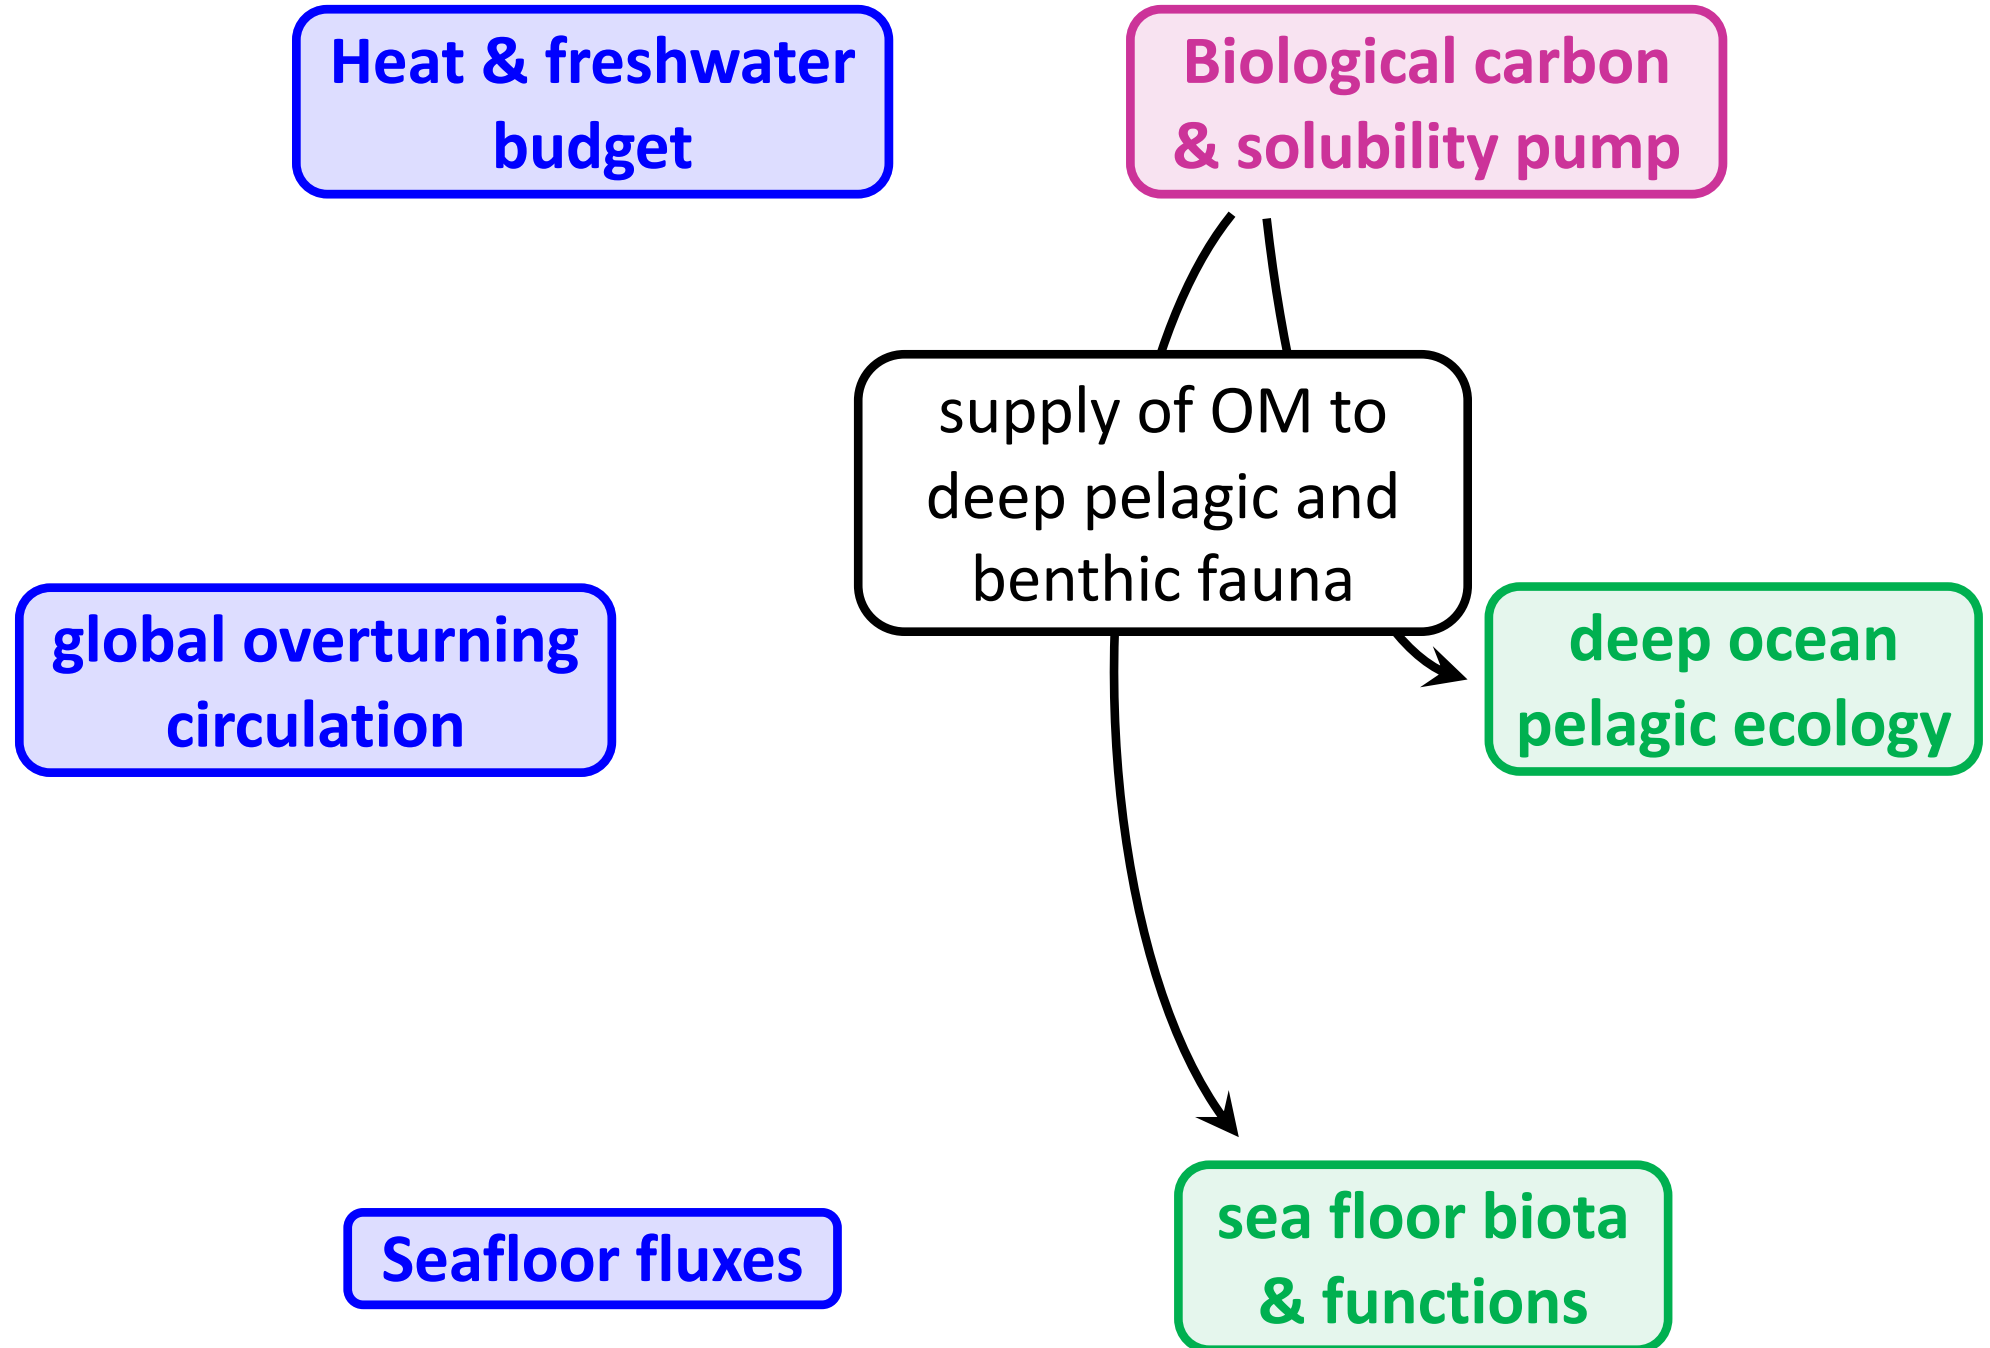 Heat & freshwater
budget
Biological carbon
& solubility pump
supply of OM to
deep pelagic and
benthic fauna
global overturning
circulation
deep ocean
pelagic ecology
Seafloor fluxes
sea floor biota
& functions